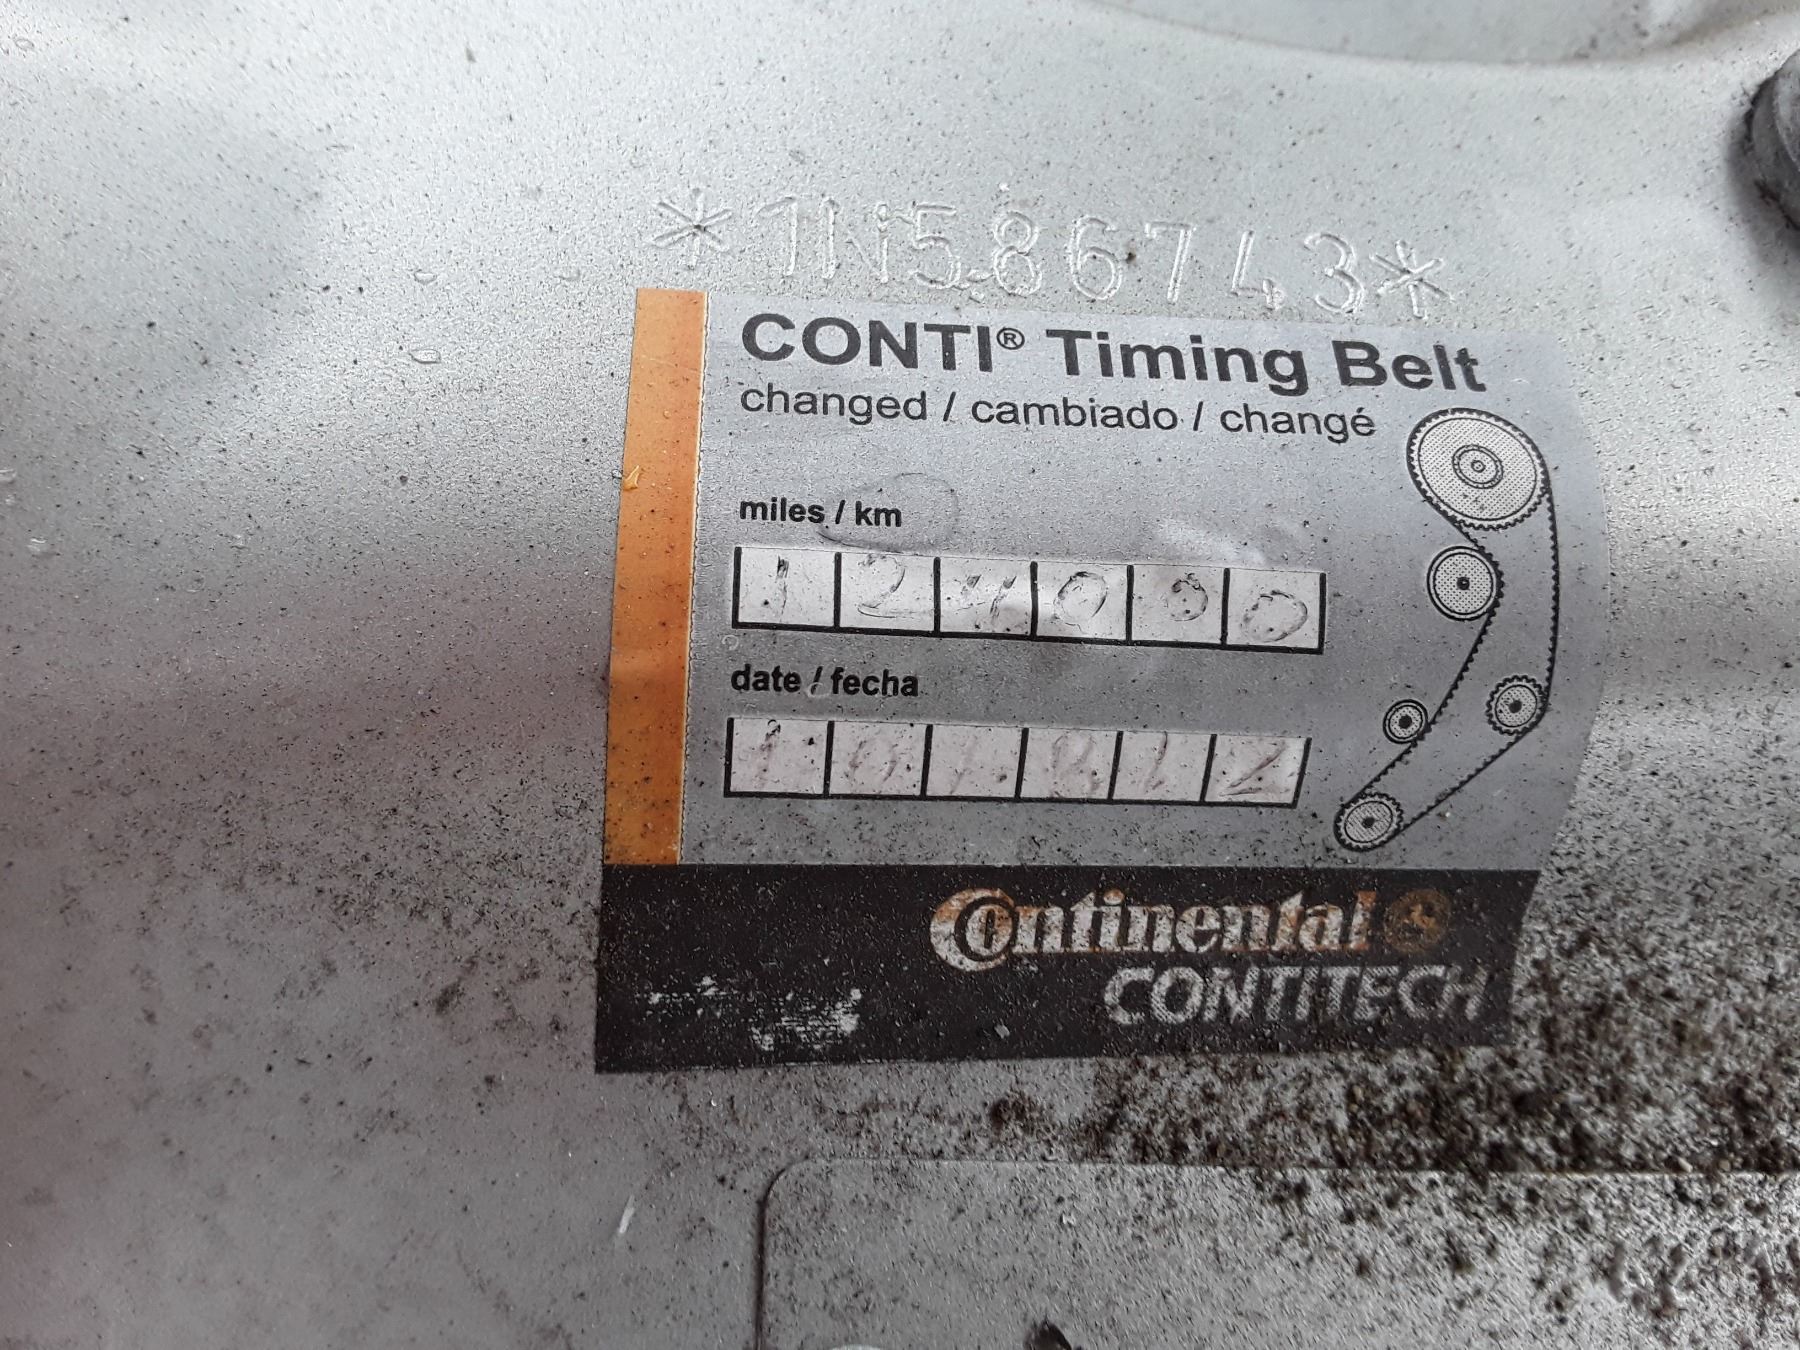 *1N586743*
CONTI® Timing Belt
changed / cambiado / changé
miles / km
124000
date / fecha
Continental
CONTITECH